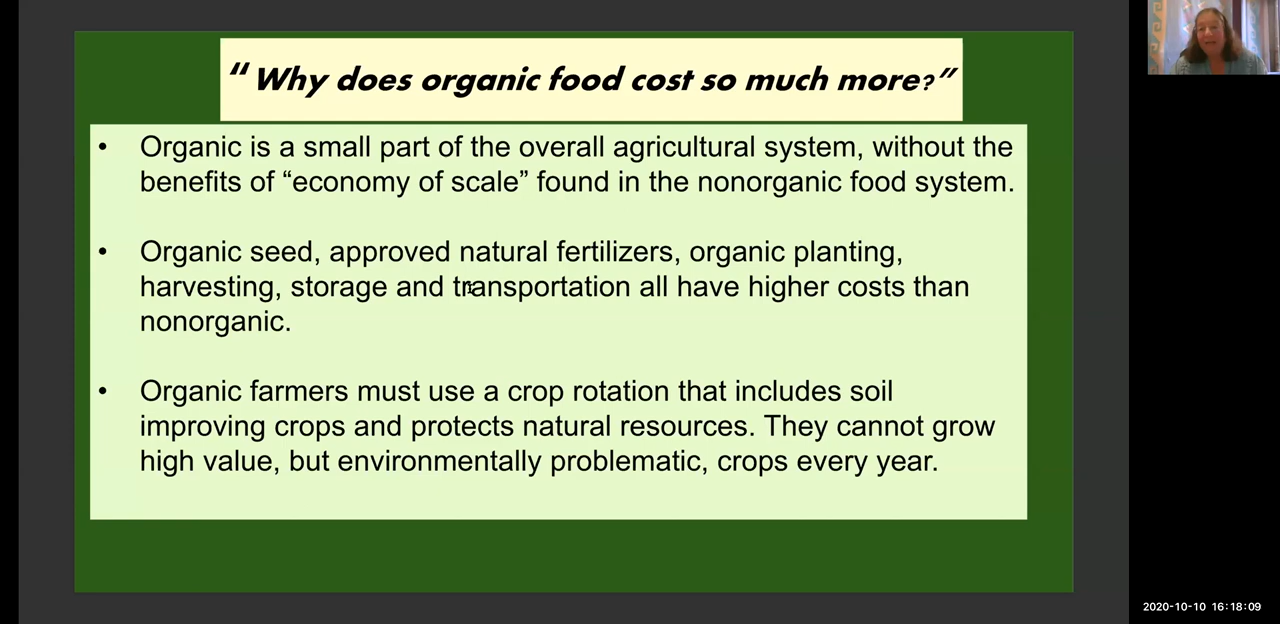 “ Why does organic food cost so much more?”
• Organic is a small part of the overall agricultural system, without the
benefits of “economy of scale” found in the nonorganic food system.
• Organic seed, approved natural fertilizers, organic planting,
harvesting, storage and transportation all have higher costs than
nonorganic.
• Organic farmers must use a crop rotation that includes soil
improving crops and protects natural resources. They cannot grow
high value, but environmentally problematic, crops every year.
2020-10-10 16:18:09